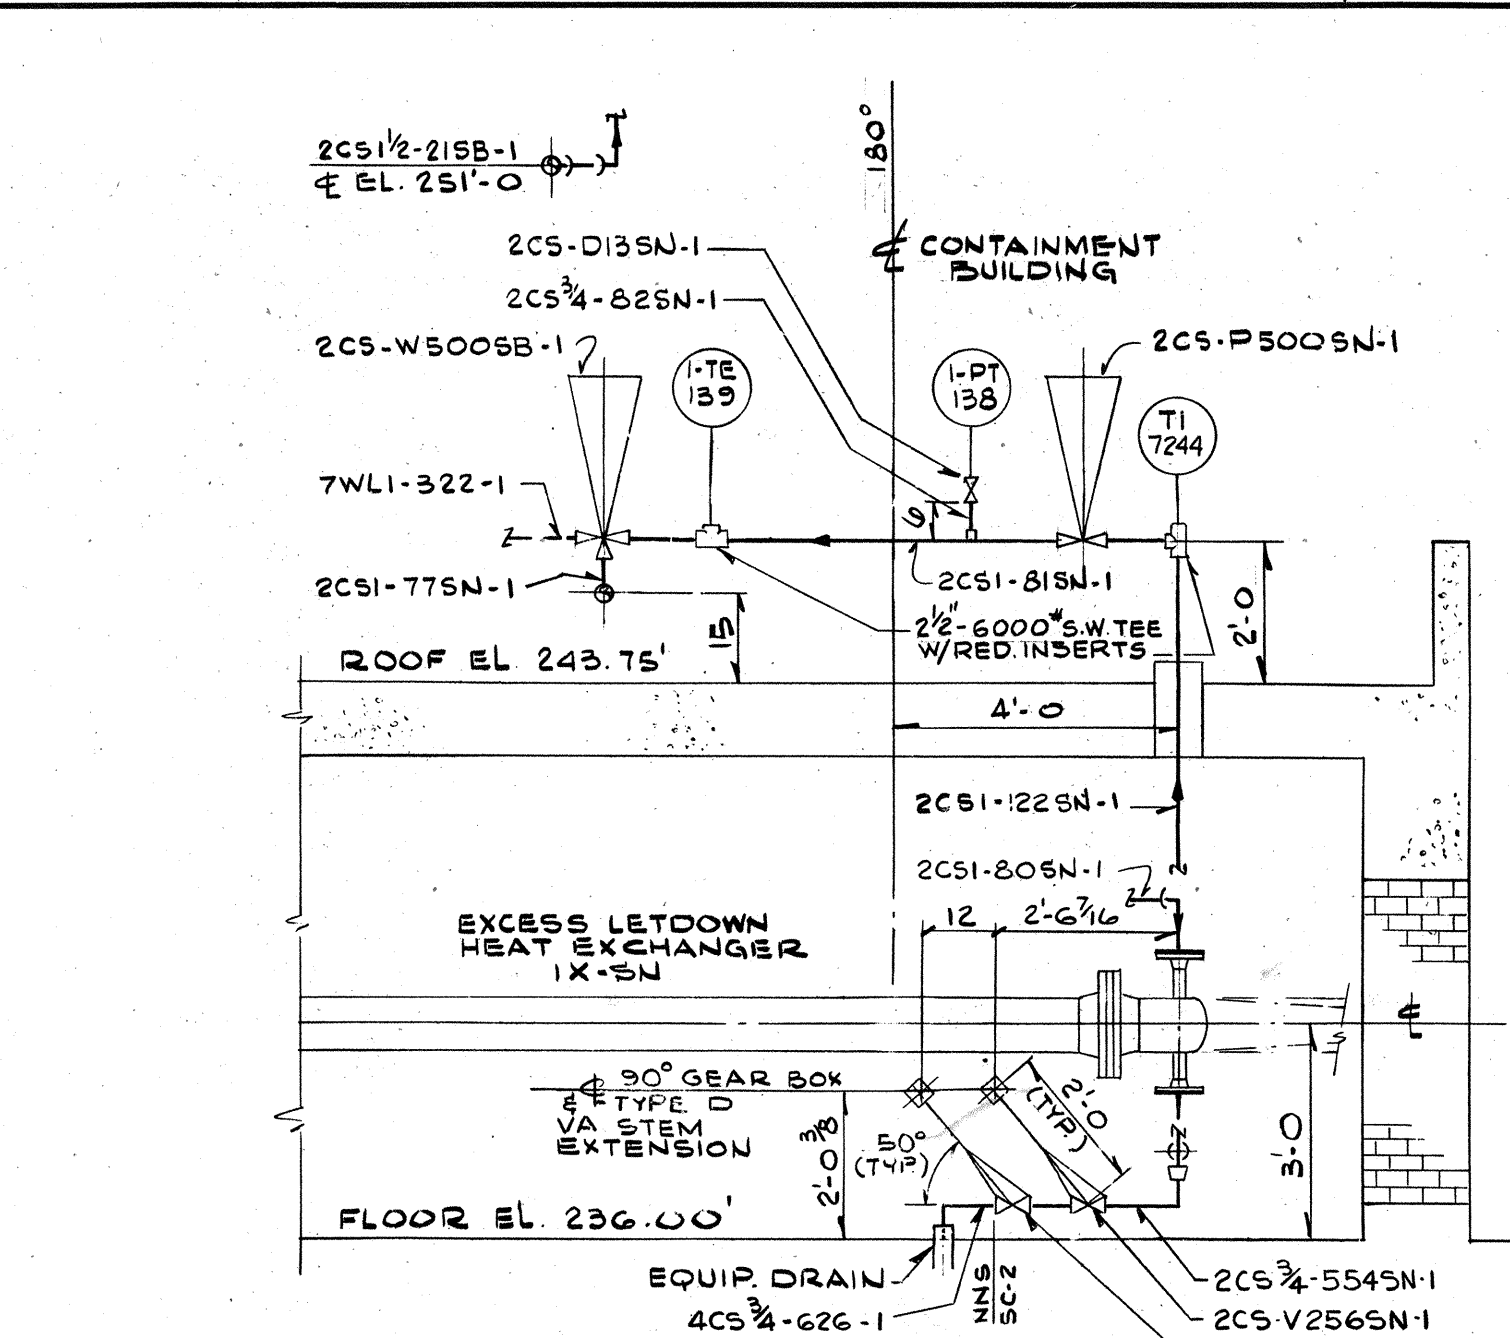 2CS1½-21SB-1
℄ EL. 251'-0
180°
℄ CONTAINMENT
BUILDING
2CS-D13SN-1
2CS¾-82SN-1
2CS-W500SB-1
1-TE
139
1-PT
138
2CS-P500SN-1
TI
7244
7WL1-322-1
6
2CS1-77SN-1
2CS1-81SN-1
15
2½"-6000# S.W. TEE
W/RED. INSERTS
2'-0
ROOF EL 243.75'
4'-0
2CS1-122SN-1
2CS1-80SN-1
12
2'-6 7/16
EXCESS LETDOWN
HEAT EXCHANGER
1X-SN
℄
℄ 90° GEAR BOX
& ℄ TYPE D
VA STEM
EXTENSION
2'-0 3/8
50°
(TYP.)
2'-0
(TYP.)
3'-0
FLOOR EL. 236.00'
EQUIP. DRAIN
4CS¾-626-1
NNS
SC-2
2CS¾-554SN-1
2CS-V256SN-1